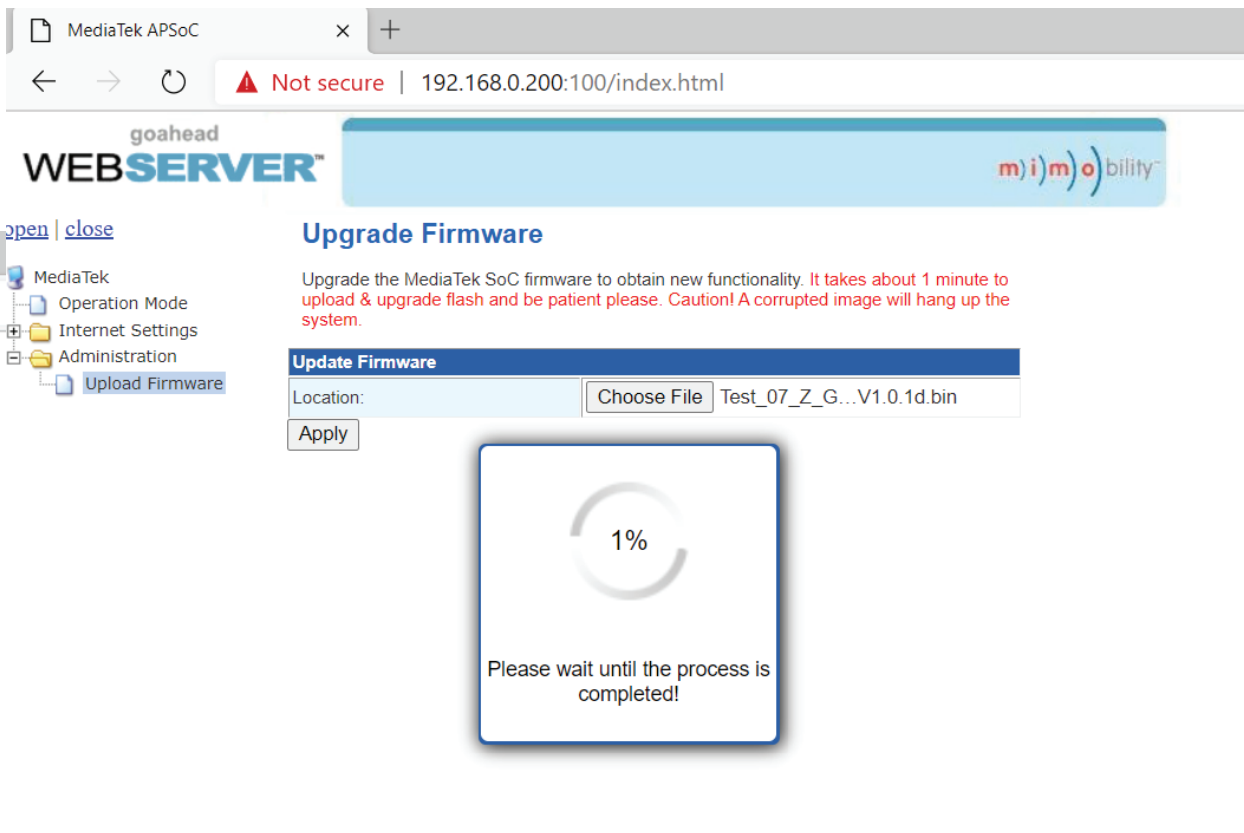 MediaTek APSoC
Not secure | 192.168.0.200:100/index.html
goahead
WEBSERVER™
m)i)m)o)bility™
open | close
MediaTek
Operation Mode
Internet Settings
Administration
Upload Firmware
Upgrade Firmware
Upgrade the MediaTek SoC firmware to obtain new functionality. It takes about 1 minute to
upload & upgrade flash and be patient please. Caution! A corrupted image will hang up the
system.
Update Firmware
Location:
Choose File Test_07_Z_G...V1.0.1d.bin
Apply
1%
Please wait until the process is
completed!